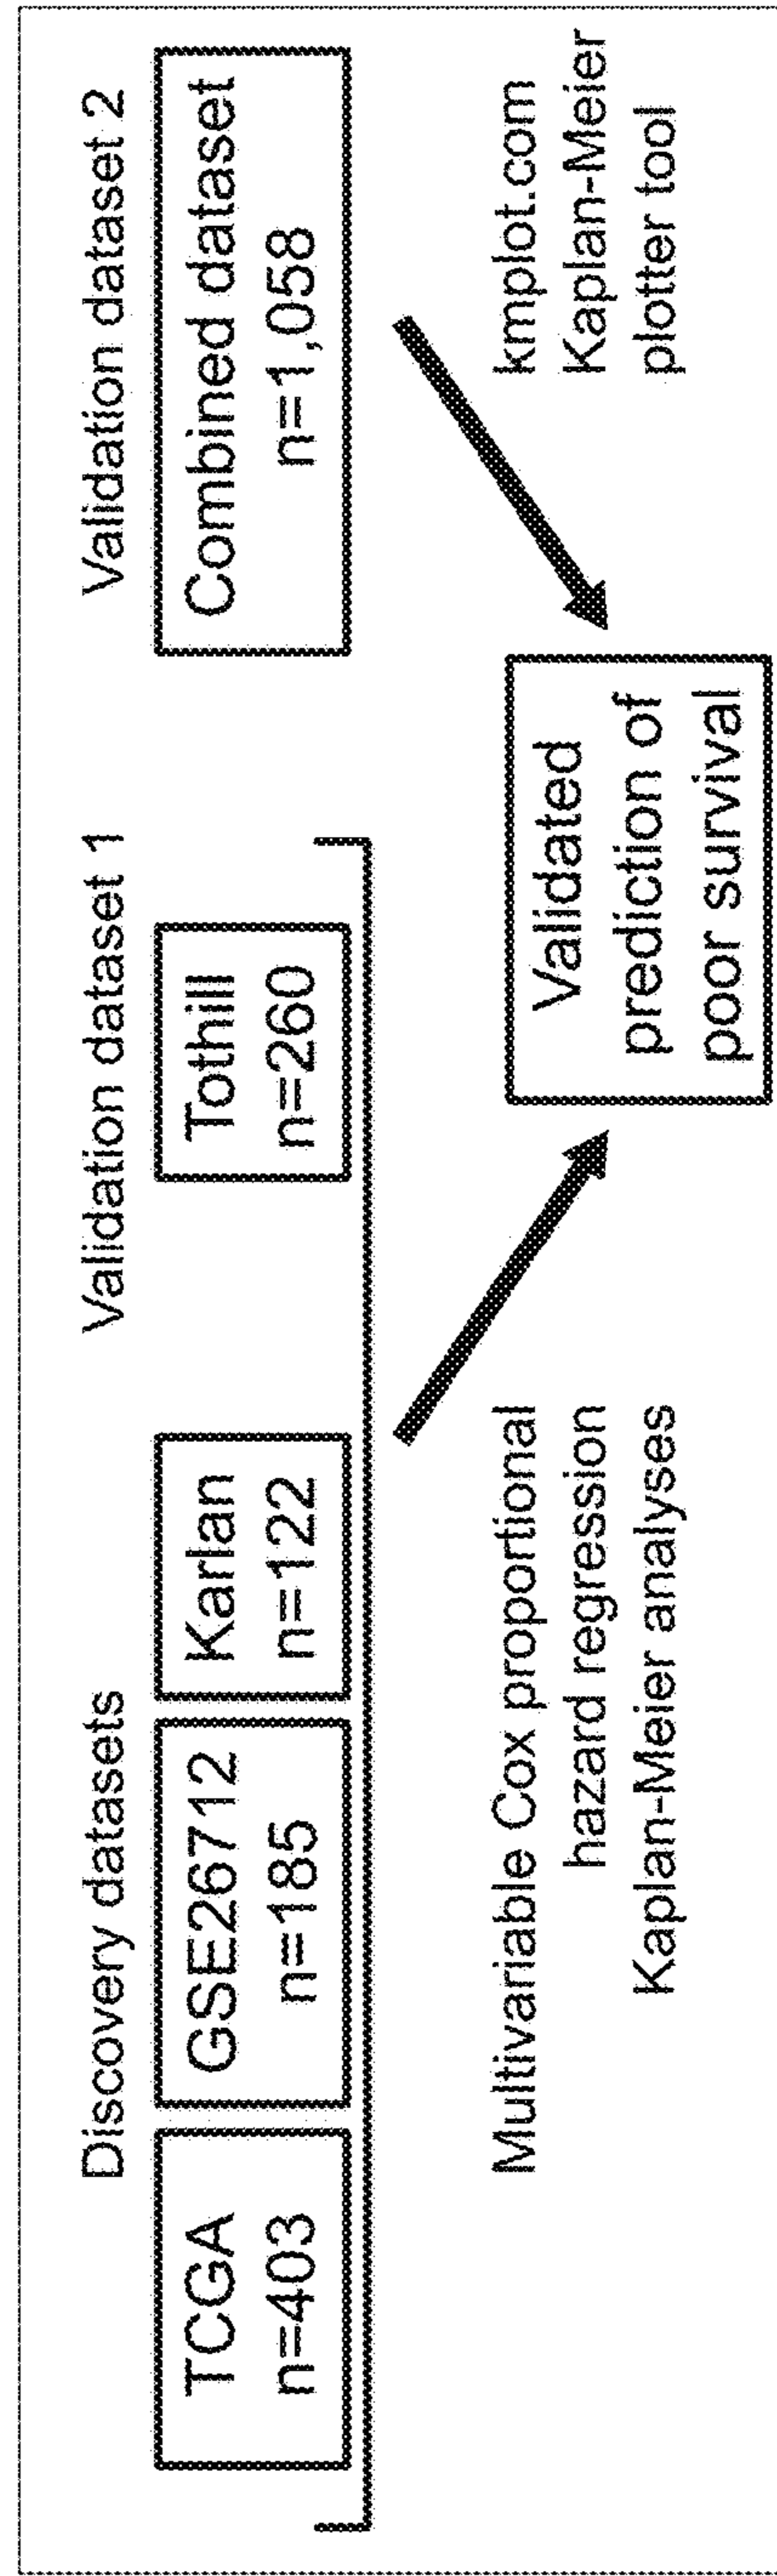 Discovery datasets
TCGA
n=403
GSE26712
n=185
Karlan
n=122
Validation dataset 1
Tothill
n=260
Validation dataset 2
Combined dataset
n=1,058
Multivariable Cox proportional
hazard regression
Kaplan-Meier analyses
Validated
prediction of
poor survival
kmplot.com
Kaplan-Meier
plotter tool